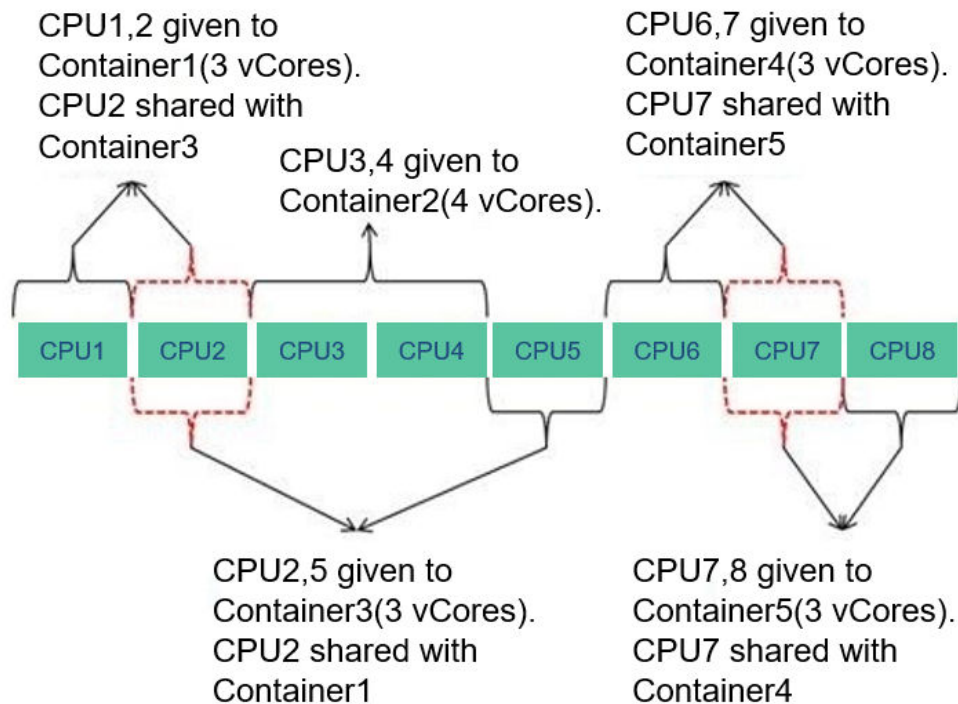 CPU1,2 given to
Container1(3 vCores).
CPU2 shared with
Container3
CPU3,4 given to
Container2(4 vCores).
CPU6,7 given to
Container4(3 vCores).
CPU7 shared with
Container5
CPU1
CPU2
CPU3
CPU4
CPU5
CPU6
CPU7
CPU8
CPU2,5 given to
Container3(3 vCores).
CPU2 shared with
Container1
CPU7,8 given to
Container5(3 vCores).
CPU7 shared with
Container4